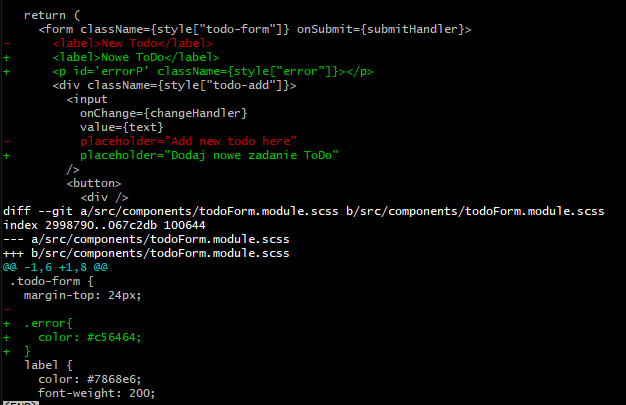 return (
    <form className={style["todo-form"]} onSubmit={submitHandler}>
-     <label>New Todo</label>
+     <label>Nowe ToDo</label>
+     <p id='errorP' className={style["error"]}></p>
      <div className={style["todo-add"]}>
        <input
          onChange={changeHandler}
          value={text}
-         placeholder="Add new todo here"
+         placeholder="Dodaj nowe zadanie ToDo"
        />
        <button>
          <div />
diff --git a/src/components/todoForm.module.scss b/src/components/todoForm.module.scss
index 2998790..067c2db 100644
--- a/src/components/todoForm.module.scss
+++ b/src/components/todoForm.module.scss
@@ -1,6 +1,8 @@
 .todo-form {
   margin-top: 24px;
-
+  .error{
+    color: #c56464;
+  }
   label {
     color: #7868e6;
     font-weight: 200;
(END)